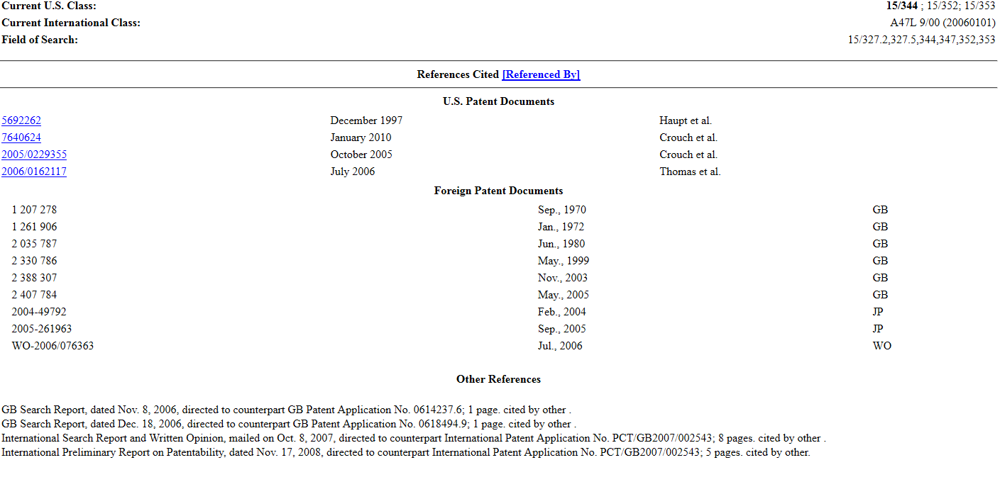 Current U.S. Class: 15/344 ; 15/352; 15/353
Current International Class: A47L 9/00 (20060101)
Field of Search: 15/327.2,327.5,344,347,352,353
References Cited [Referenced By]
U.S. Patent Documents
5692262 December 1997 Haupt et al.
7640624 January 2010 Crouch et al.
2005/0229355 October 2005 Crouch et al.
2006/0162117 July 2006 Thomas et al.
Foreign Patent Documents
1 207 278 Sep., 1970 GB
1 261 906 Jan., 1972 GB
2 035 787 Jun., 1980 GB
2 330 786 May., 1999 GB
2 388 307 Nov., 2003 GB
2 407 784 May., 2005 GB
2004-49792 Feb., 2004 JP
2005-261963 Sep., 2005 JP
WO-2006/076363 Jul., 2006 WO
Other References
GB Search Report, dated Nov. 8, 2006, directed to counterpart GB Patent Application No. 0614237.6; 1 page. cited by other .
GB Search Report, dated Dec. 18, 2006, directed to counterpart GB Patent Application No. 0618494.9; 1 page. cited by other .
International Search Report and Written Opinion, mailed on Oct. 8, 2007, directed to counterpart International Patent Application No. PCT/GB2007/002543; 8 pages. cited by other .
International Preliminary Report on Patentability, dated Nov. 17, 2008, directed to counterpart International Patent Application No. PCT/GB2007/002543; 5 pages. cited by other.